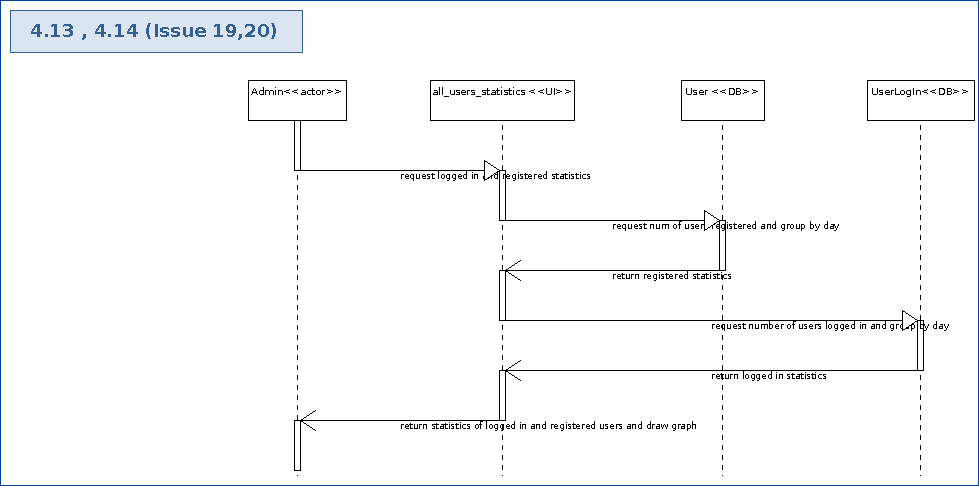 4.13 , 4.14 (Issue 19,20)
Admin<<actor>>
all_users_statistics <<UI>>
User <<DB>>
UserLogIn<<DB>>
request logged in and registered statistics
request num of user registered and group by day
return registered statistics
request number of users logged in and group by day
return logged in statistics
return statistics of logged in and registered users and draw graph